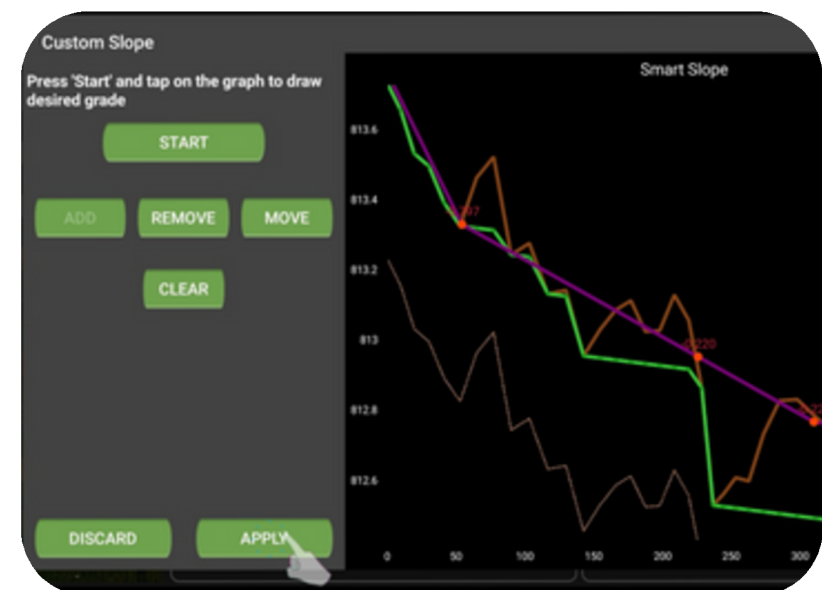 Custom Slope
Press 'Start' and tap on the graph to draw
desired grade
START
ADD
REMOVE
MOVE
CLEAR
DISCARD
APPLY
Smart Slope
813.6
813.4
813.2
813
812.8
812.6
0
50
100
150
200
250
300